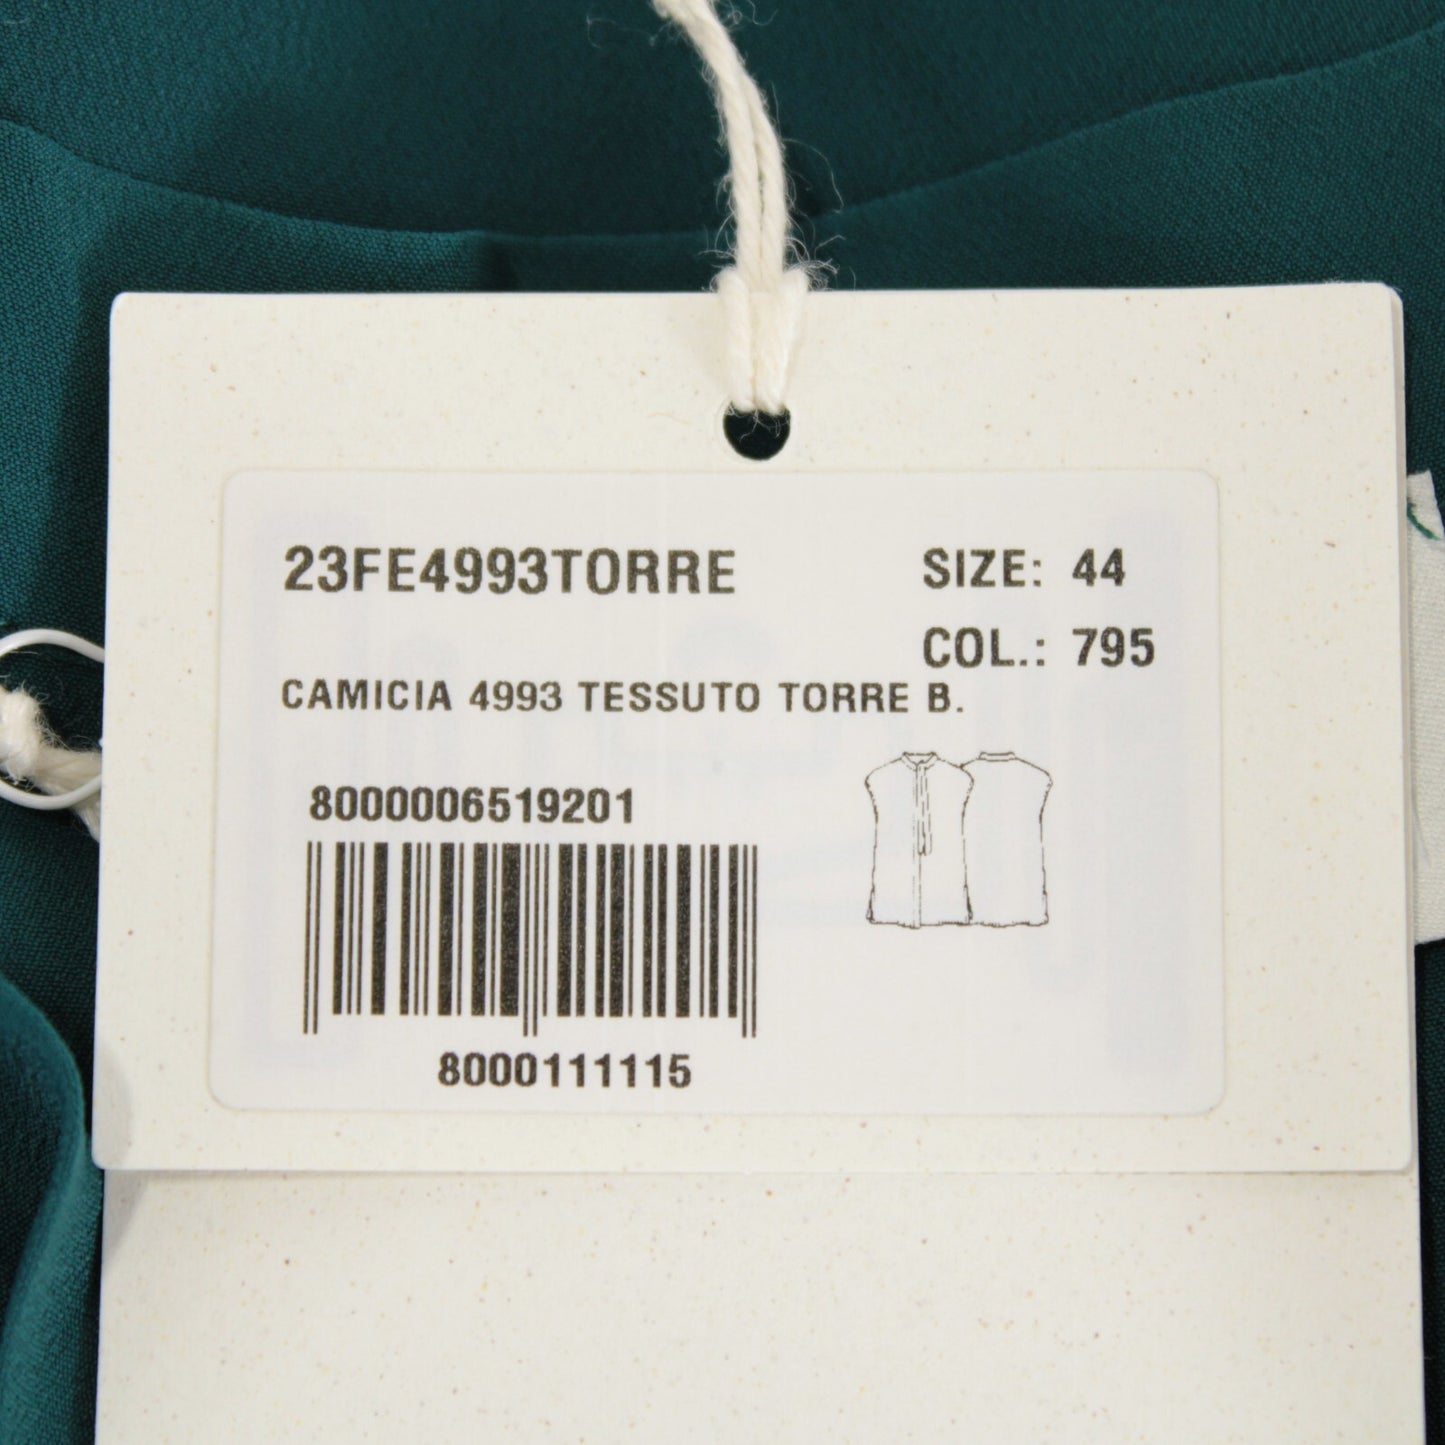 23FE4993TORRE SIZE: 44
COL.: 795
CAMICIA 4993 TESSUTO TORRE B.
8000006519201
8000111115